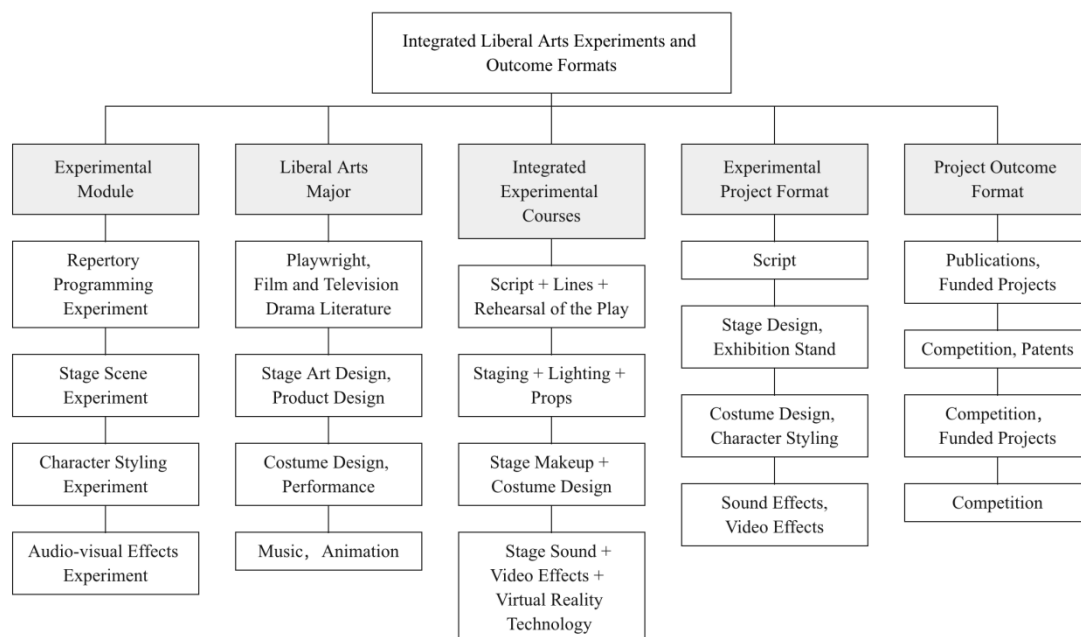 Integrated Liberal Arts Experiments and
Outcome Formats
Experimental
Module
Repertory
Programming
Experiment
Stage Scene
Experiment
Character Styling
Experiment
Audio-visual Effects
Experiment
Liberal Arts
Major
Playwright,
Film and Television
Drama Literature
Stage Art Design,
Product Design
Costume Design,
Performance
Music，Animation
Integrated
Experimental
Courses
Script + Lines +
Rehearsal of the Play
Staging + Lighting +
Props
Stage Makeup +
Costume Design
Stage Sound +
Video Effects +
Virtual Reality
Technology
Experimental
Project Format
Script
Stage Design,
Exhibition Stand
Costume Design,
Character Styling
Sound Effects,
Video Effects
Project Outcome
Format
Publications,
Funded Projects
Competition, Patents
Competition，
Funded Projects
Competition